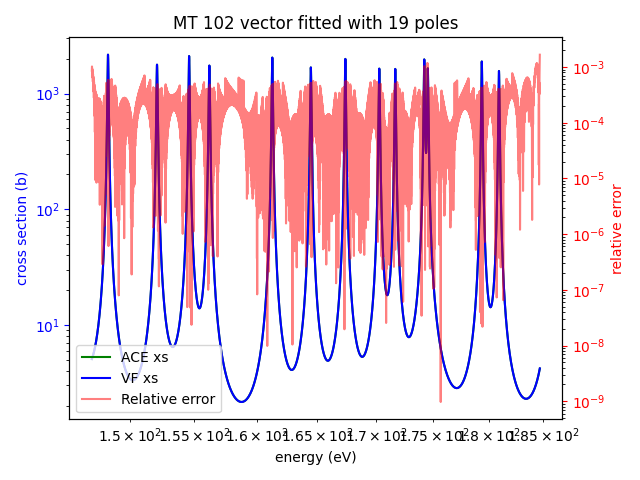 MT 102 vector fitted with 19 poles
10³
10²
10¹
cross section (b)
10⁻³
10⁻⁴
10⁻⁵
10⁻⁶
10⁻⁷
10⁻⁸
10⁻⁹
relative error
ACE xs
VF xs
Relative error
1.5 × 10² 1.55 × 10² 1.6 × 10² 1.65 × 10² 1.7 × 10² 1.75 × 10² 1.8 × 10² 1.85 × 10²
energy (eV)